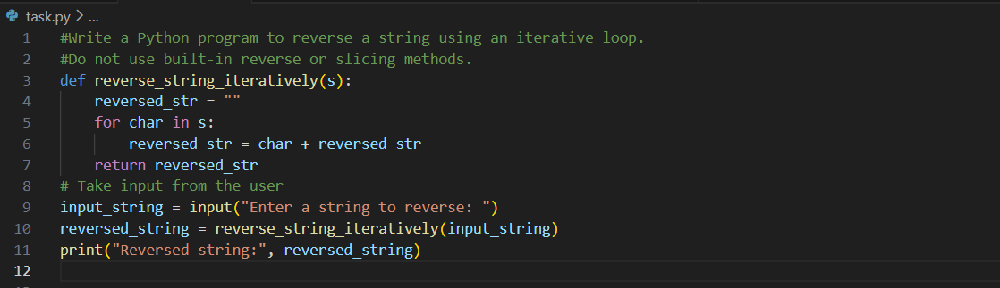 task.py > ...
1 #Write a Python program to reverse a string using an iterative loop.
2 #Do not use built-in reverse or slicing methods.
3 def reverse_string_iteratively(s):
4     reversed_str = ""
5     for char in s:
6         reversed_str = char + reversed_str
7     return reversed_str
8 # Take input from the user
9 input_string = input("Enter a string to reverse: ")
10 reversed_string = reverse_string_iteratively(input_string)
11 print("Reversed string:", reversed_string)
12